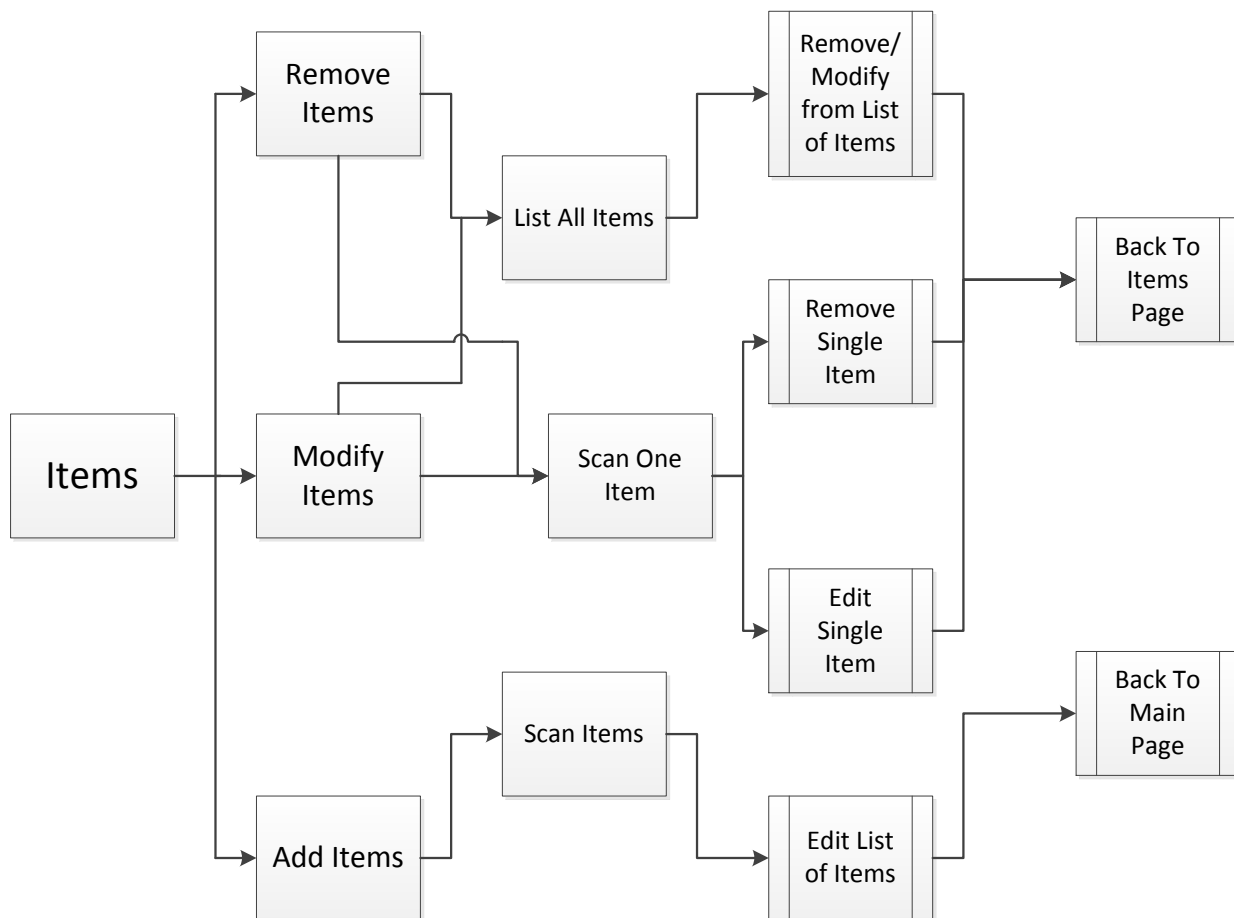 Remove
Items
Remove/
Modify
from List
of Items
List All Items
Back To
Items
Page
Remove
Single
Item
Items
Modify
Items
Scan One
Item
Edit
Single
Item
Back To
Main
Page
Scan Items
Add Items
Edit List
of Items